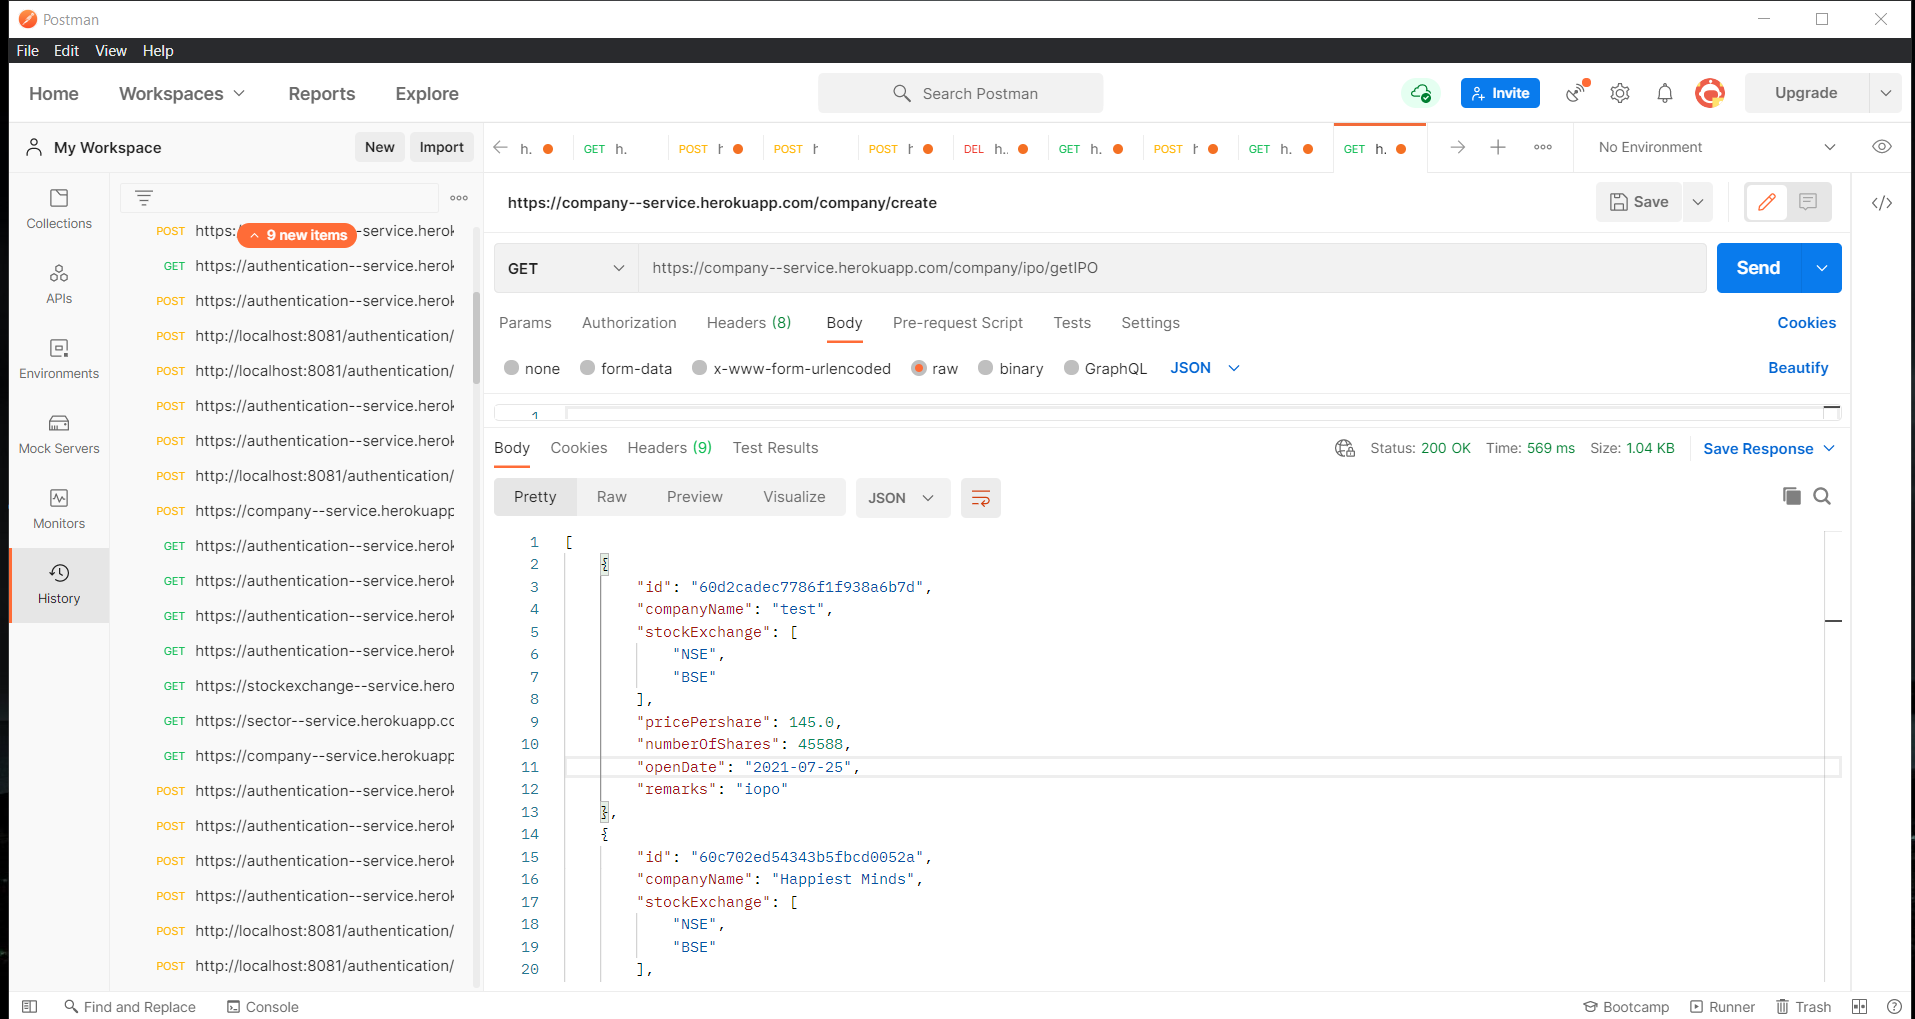 Postman
File Edit View Help
Home Workspaces Reports Explore Search Postman Invite Upgrade
My Workspace New Import h. GET h. POST POST POST DEL h.. GET h. POST GET h. GET h. No Environment
https://company--service.herokuapp.com/company/create Save
Collections
APIs
Environments
Mock Servers
Monitors
History
9 new items
POST https: -service.herok
GET https://authentication--service.herok
POST https://authentication--service.herok
POST http://localhost:8081/authentication/
POST http://localhost:8081/authentication/
POST https://authentication--service.herok
POST https://authentication--service.herok
POST http://localhost:8081/authentication/
POST https://company--service.herokuapp
GET https://authentication--service.herok
GET https://authentication--service.herok
GET https://authentication--service.herok
GET https://authentication--service.herok
GET https://stockexchange--service.hero
GET https://sector--service.herokuapp.cc
GET https://company--service.herokuapp
POST https://authentication--service.herok
POST https://authentication--service.herok
POST https://authentication--service.herok
POST https://authentication--service.herok
POST http://localhost:8081/authentication/
POST http://localhost:8081/authentication/
GET https://company--service.herokuapp.com/company/ipo/getIPO Send
Params Authorization Headers (8) Body Pre-request Script Tests Settings Cookies
none form-data x-www-form-urlencoded raw binary GraphQL JSON Beautify
1
Body Cookies Headers (9) Test Results Status: 200 OK Time: 569 ms Size: 1.04 KB Save Response
Pretty Raw Preview Visualize JSON
1 [
2 {
3 "id": "60d2cadec7786f1f938a6b7d",
4 "companyName": "test",
5 "stockExchange": [
6 "NSE",
7 "BSE"
8 ],
9 "pricePershare": 145.0,
10 "numberOfShares": 45588,
11 "openDate": "2021-07-25",
12 "remarks": "iopo"
13 },
14 {
15 "id": "60c702ed54343b5fbcd0052a",
16 "companyName": "Happiest Minds",
17 "stockExchange": [
18 "NSE",
19 "BSE"
20 ],
Find and Replace Console Bootcamp Runner Trash